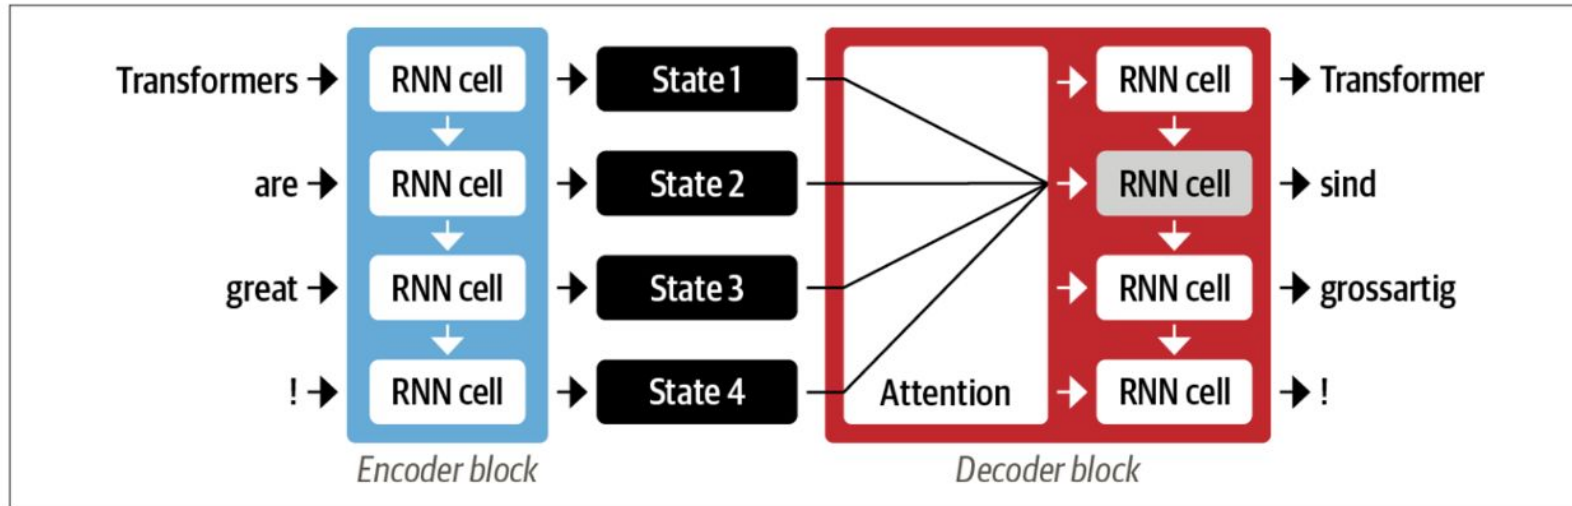 Transformers RNN cell State 1 RNN cell Transformer
are RNN cell State 2 RNN cell sind
great RNN cell State 3 RNN cell grossartig
! RNN cell State 4 Attention RNN cell !
Encoder block Decoder block